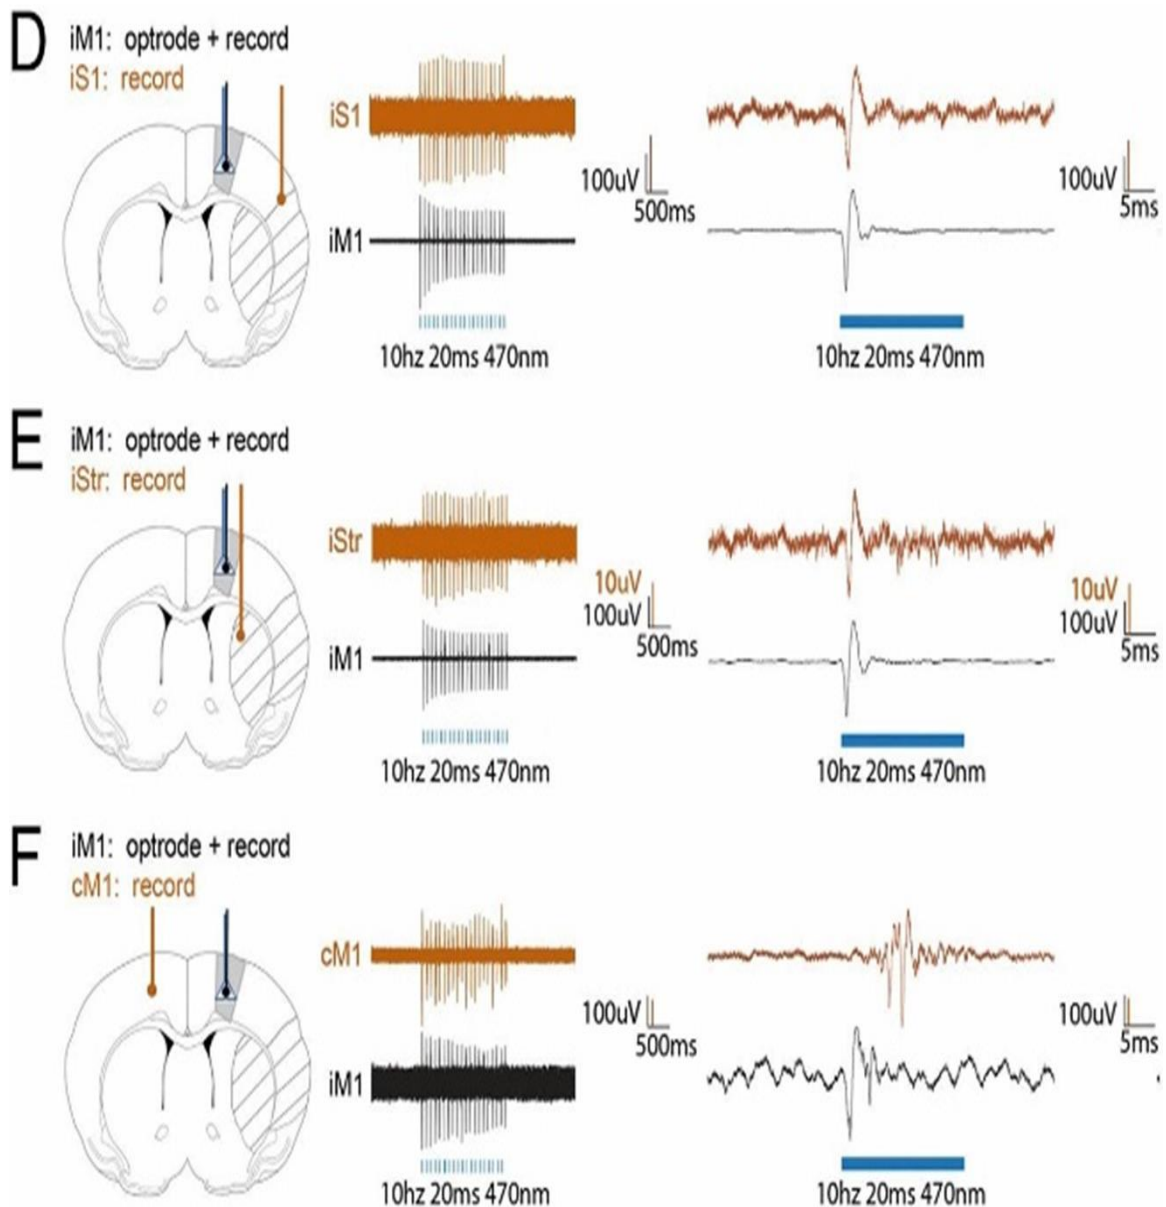 D
iM1: optrode + record
iS1: record
iS1
iM1
100uV
500ms
10hz 20ms 470nm
100uV
5ms
10hz 20ms 470nm
E
iM1: optrode + record
iStr: record
iStr
iM1
10uV
100uV
500ms
10hz 20ms 470nm
10uV
100uV
5ms
10hz 20ms 470nm
F
iM1: optrode + record
cM1: record
cM1
iM1
100uV
500ms
10hz 20ms 470nm
100uV
5ms
10hz 20ms 470nm